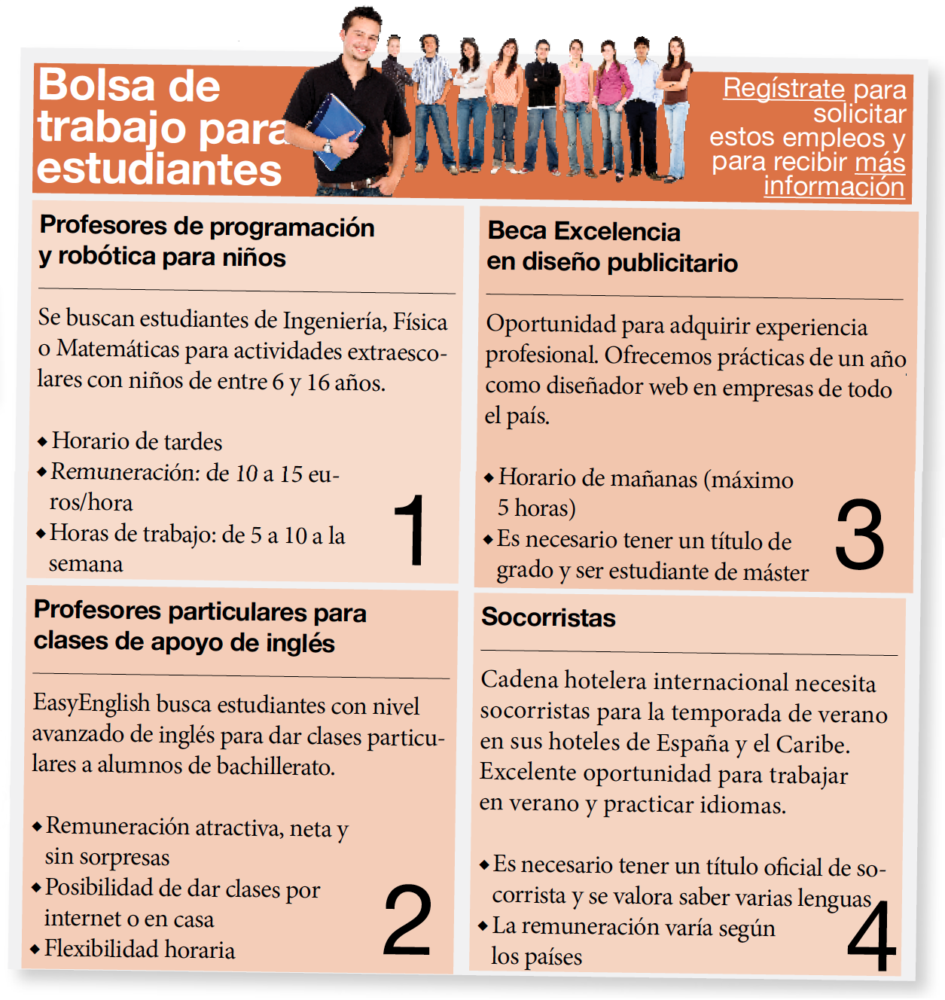 Bolsa de
trabajo para
estudiantes
Regístrate para
solicitar
estos empleos y
para recibir más
información
Profesores de programación
y robótica para niños
Se buscan estudiantes de Ingeniería, Física
o Matemáticas para actividades extraesco-
lares con niños de entre 6 y 16 años.
◆ Horario de tardes
◆ Remuneración: de 10 a 15 eu-
ros/hora
◆ Horas de trabajo: de 5 a 10 a la
semana
1
Profesores particulares para
clases de apoyo de inglés
EasyEnglish busca estudiantes con nivel
avanzado de inglés para dar clases particu-
lares a alumnos de bachillerato.
◆ Remuneración atractiva, neta y
sin sorpresas
◆ Posibilidad de dar clases por
internet o en casa
◆ Flexibilidad horaria
2
Beca Excelencia
en diseño publicitario
Oportunidad para adquirir experiencia
profesional. Ofrecemos prácticas de un año
como diseñador web en empresas de todo
el país.
◆ Horario de mañanas (máximo
5 horas)
◆ Es necesario tener un título de
grado y ser estudiante de máster
3
Socorristas
Cadena hotelera internacional necesita
socorristas para la temporada de verano
en sus hoteles de España y el Caribe.
Excelente oportunidad para trabajar
en verano y practicar idiomas.
◆ Es necesario tener un título oficial de so-
corrista y se valora saber varias lenguas
◆ La remuneración varía según
los países
4